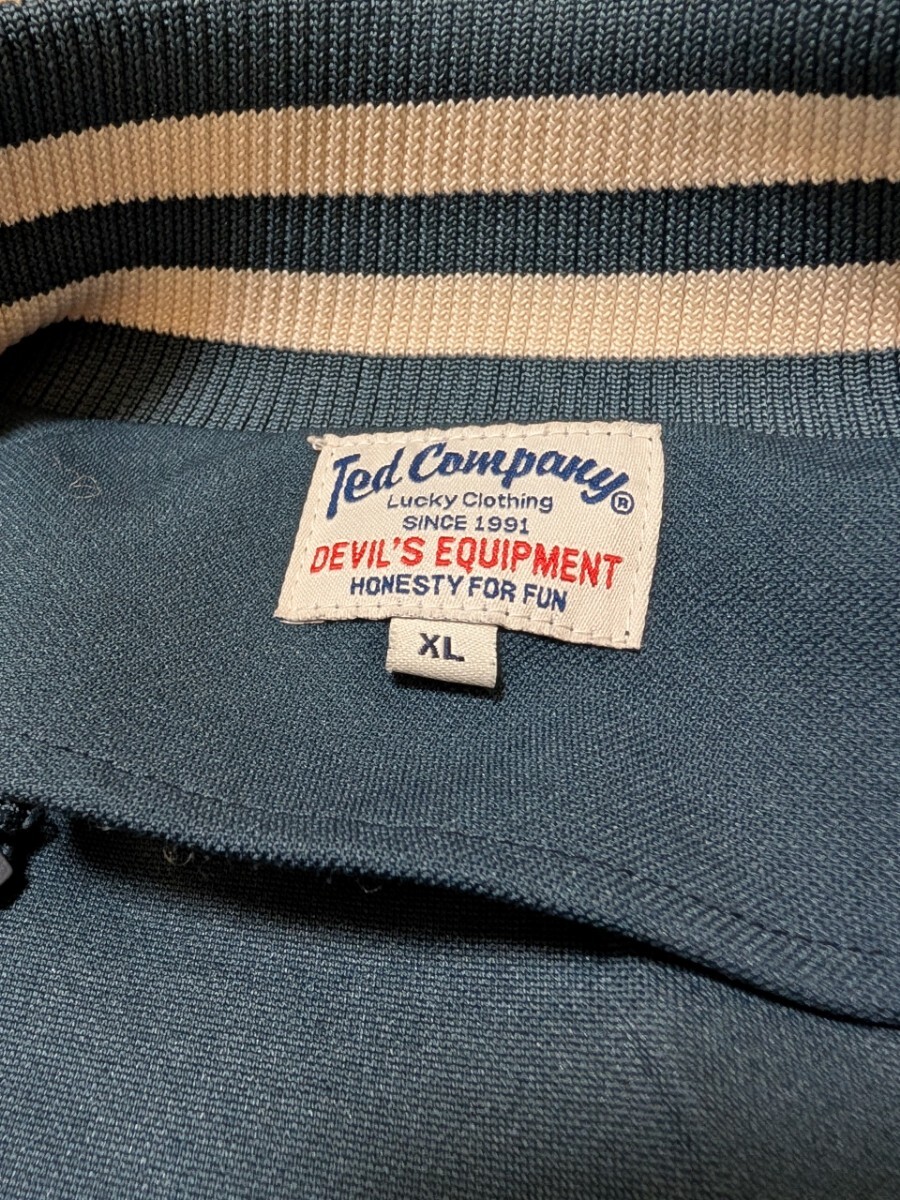 Ted Company®
Lucky Clothing
SINCE 1991
DEVIL'S EQUIPMENT
HONESTY FOR FUN
XL